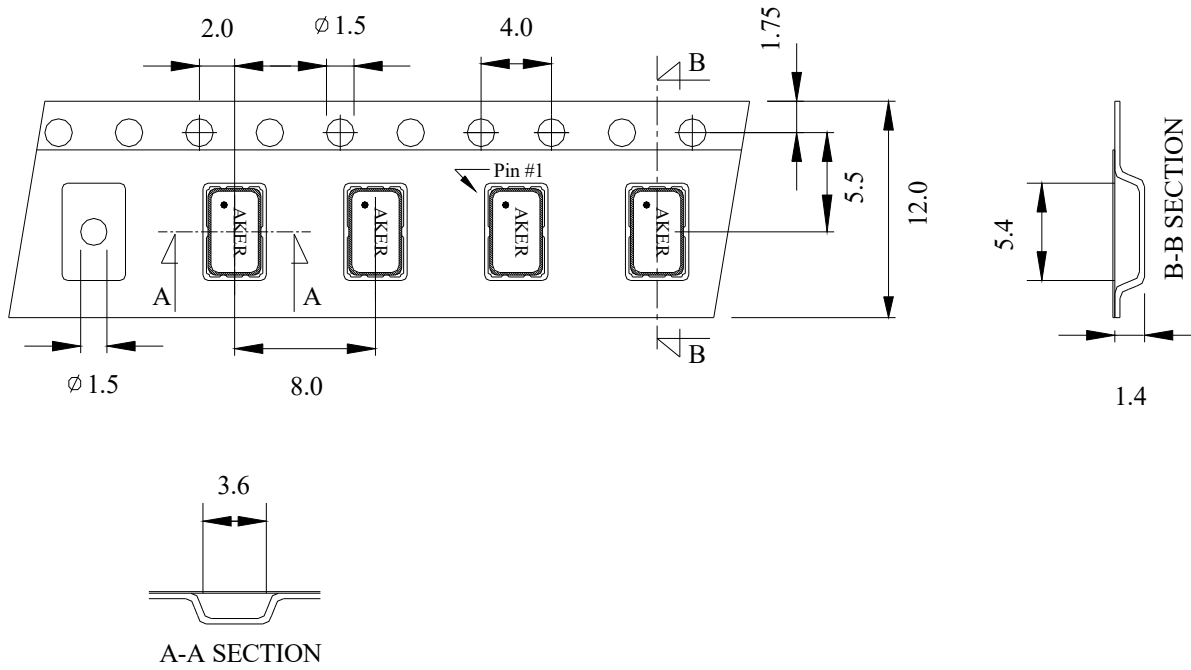 2.0
⌀ 1.5
4.0
B
1.75
Pin #1
5.5
12.0
AKER
AKER
AKER
AKER
A
A
B
⌀ 1.5
8.0
5.4
B-B SECTION
1.4
3.6
A-A SECTION